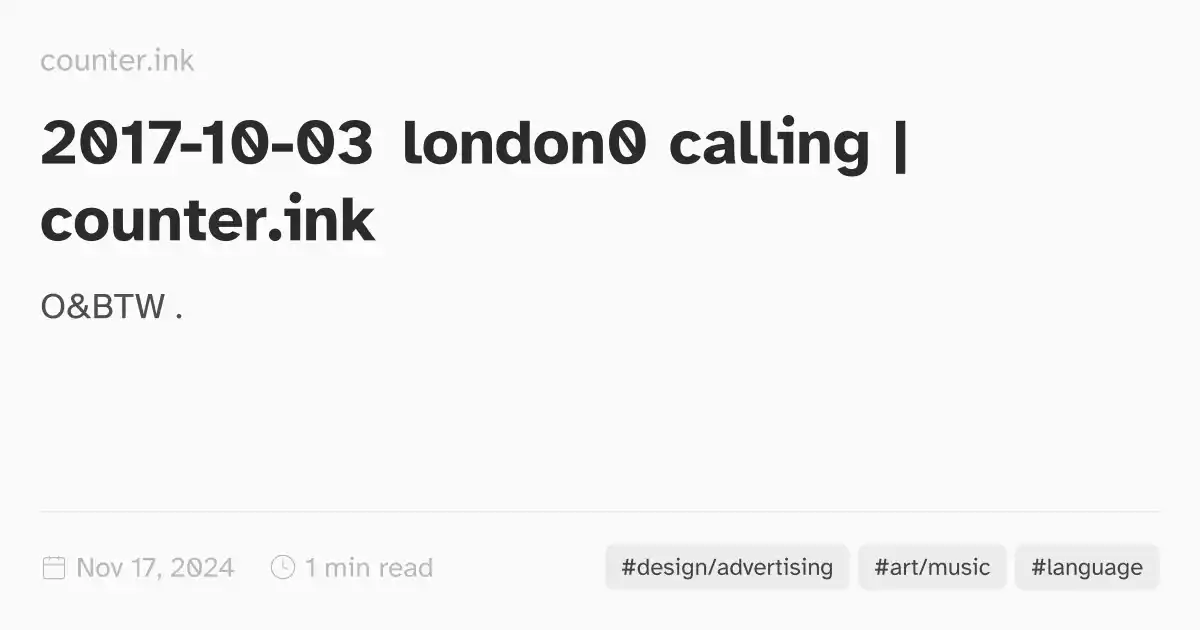 counter.ink
2017-10-03 london0 calling |
counter.ink
O&BTW .
Nov 17, 2024 1 min read #design/advertising #art/music #language